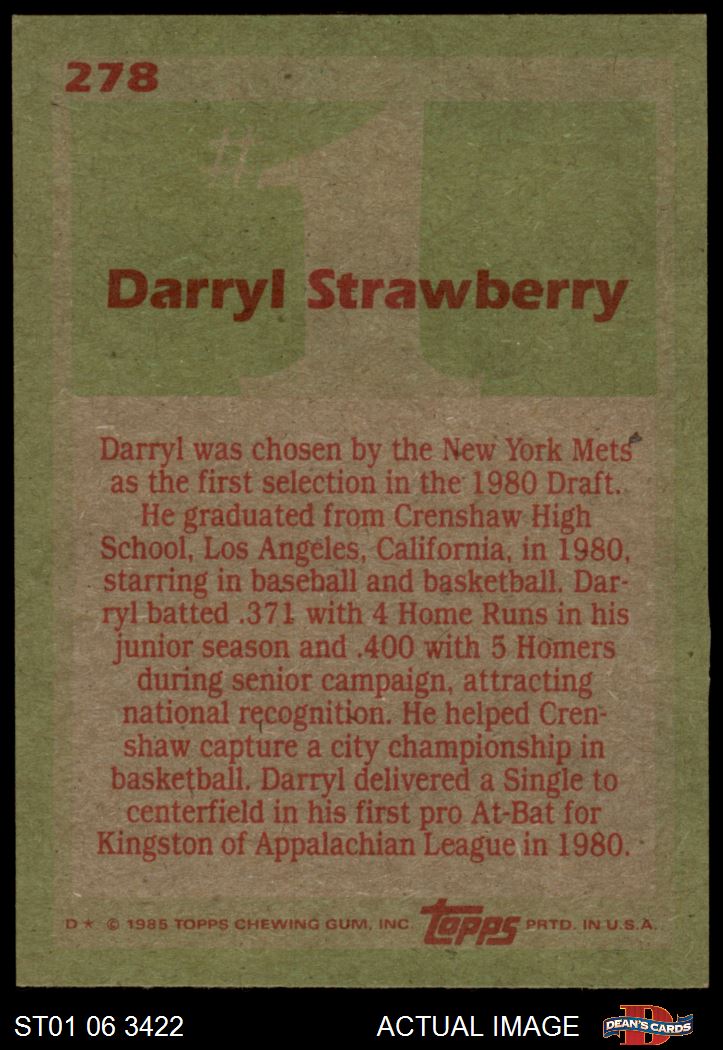 278
#1
Darryl Strawberry
Darryl was chosen by the New York Mets
as the first selection in the 1980 Draft.
He graduated from Crenshaw High
School, Los Angeles, California, in 1980,
starring in baseball and basketball. Dar-
ryl batted .371 with 4 Home Runs in his
junior season and .400 with 5 Homers
during senior campaign, attracting
national recognition. He helped Cren-
shaw capture a city championship in
basketball. Darryl delivered a Single to
centerfield in his first pro At-Bat for
Kingston of Appalachian League in 1980.
D★ © 1985 TOPPS CHEWING GUM, INC. topps PRTD. IN U.S.A.
ST01 06 3422 ACTUAL IMAGE D DEAN'S CARDS